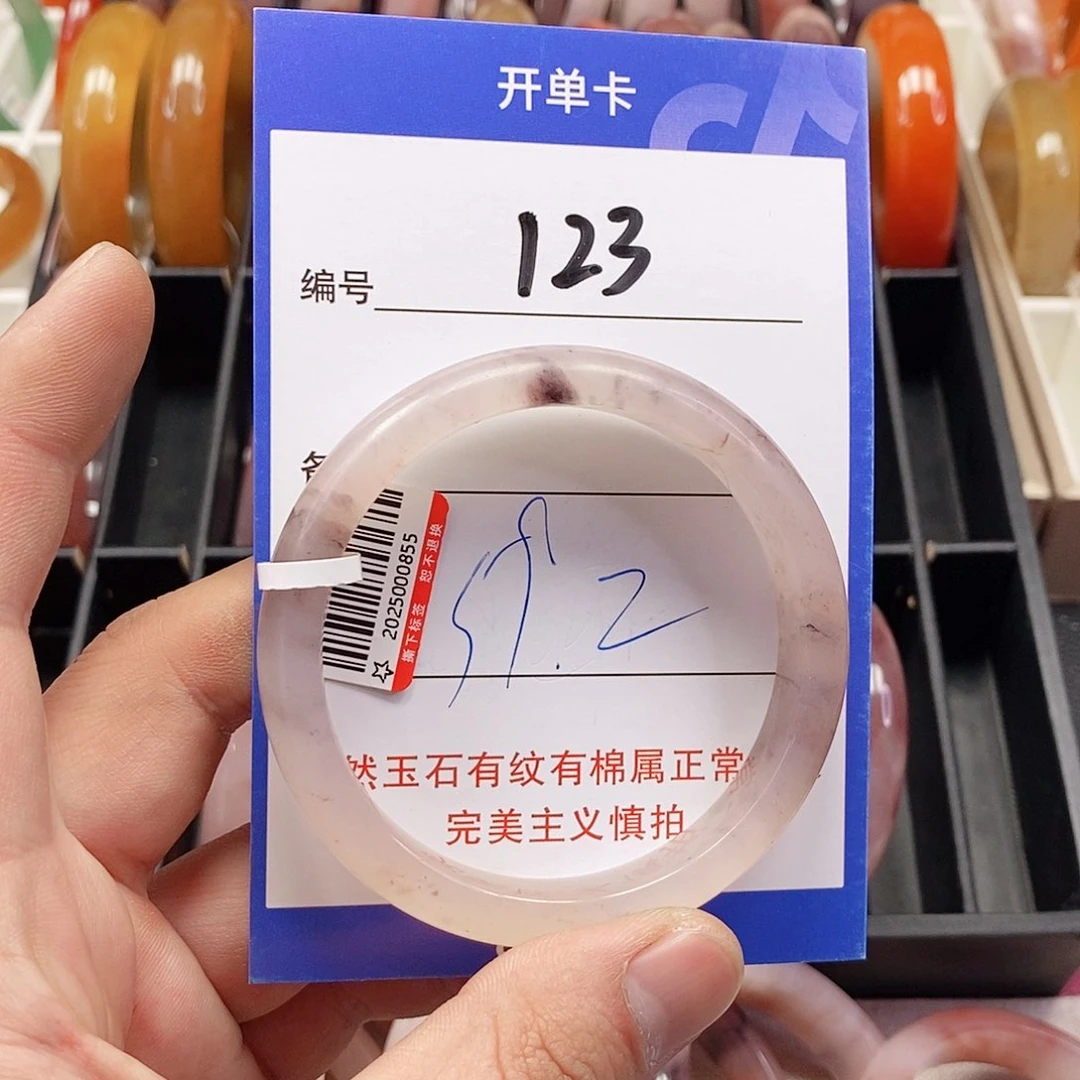 开单卡
编号 123
59.2
2025000855
撕下标签 恕不退换
然玉石有纹有棉属正常
完美主义慎拍